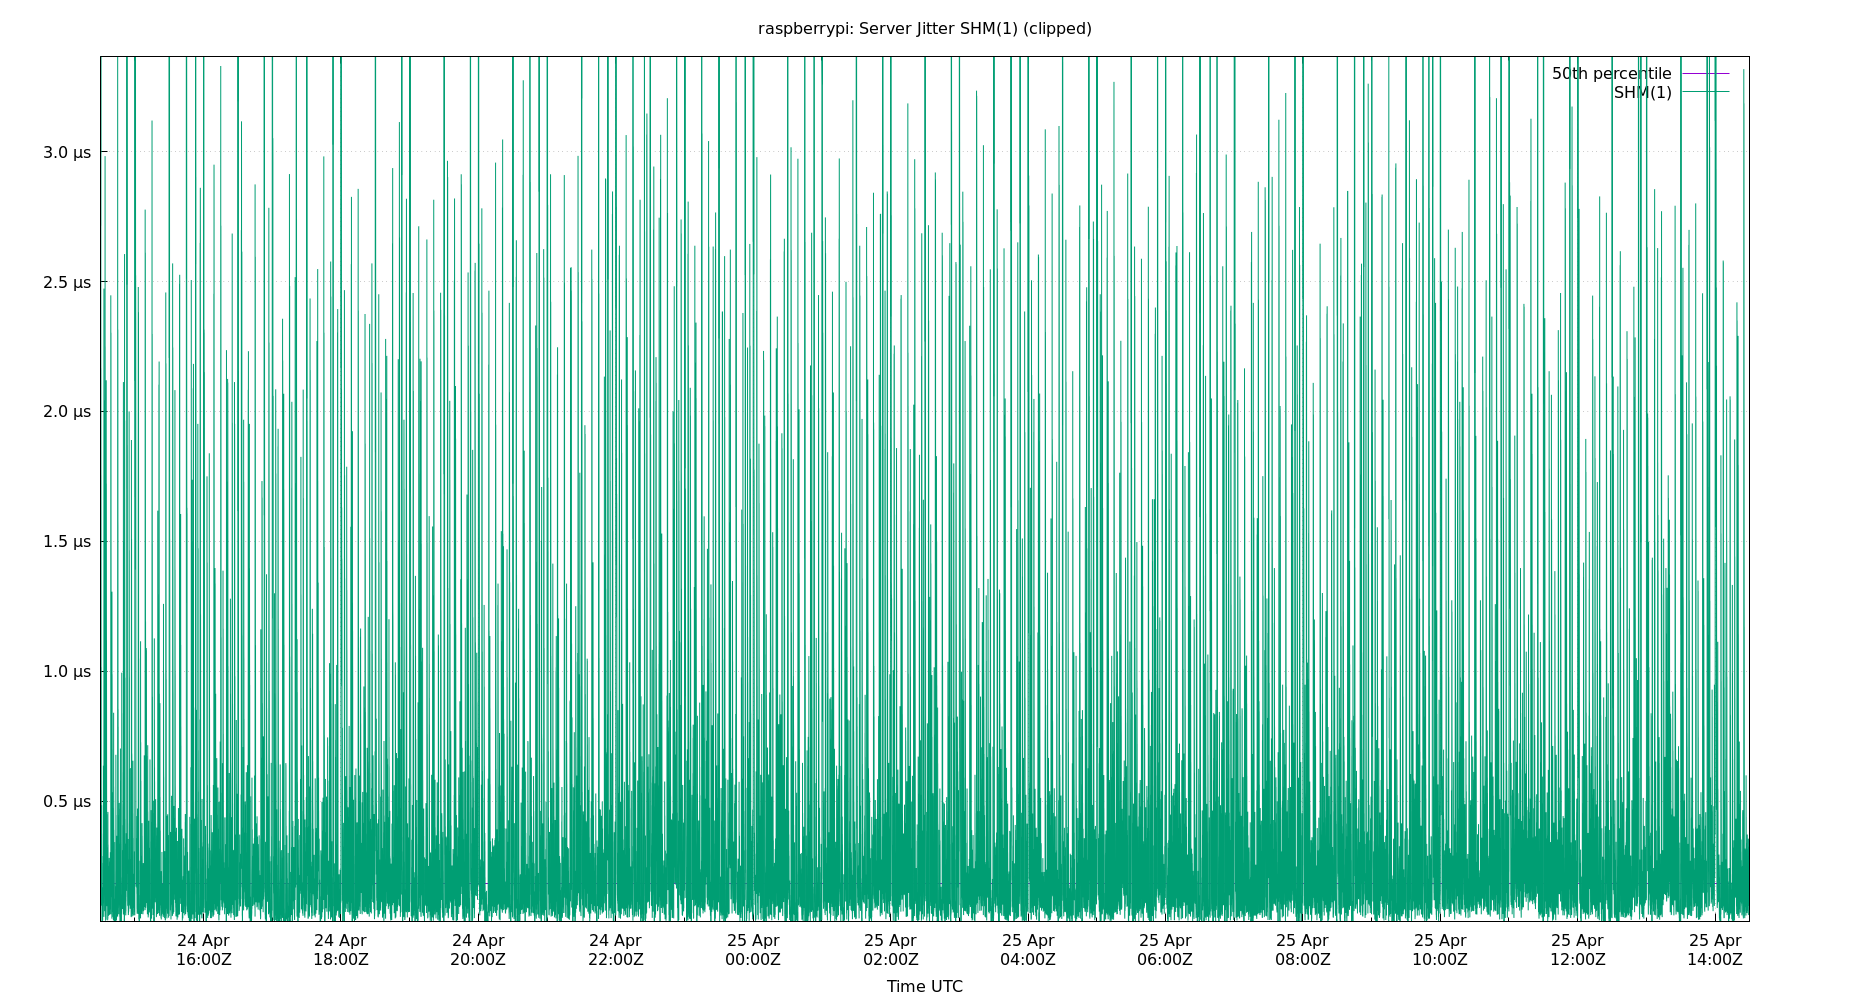 raspberrypi: Server Jitter SHM(1) (clipped)
50th percentile
SHM(1)
3.0 µs
2.5 µs
2.0 µs
1.5 µs
1.0 µs
0.5 µs
24 Apr 24 Apr 24 Apr 24 Apr 25 Apr 25 Apr 25 Apr 25 Apr 25 Apr 25 Apr 25 Apr 25 Apr
16:00Z 18:00Z 20:00Z 22:00Z 00:00Z 02:00Z 04:00Z 06:00Z 08:00Z 10:00Z 12:00Z 14:00Z
Time UTC